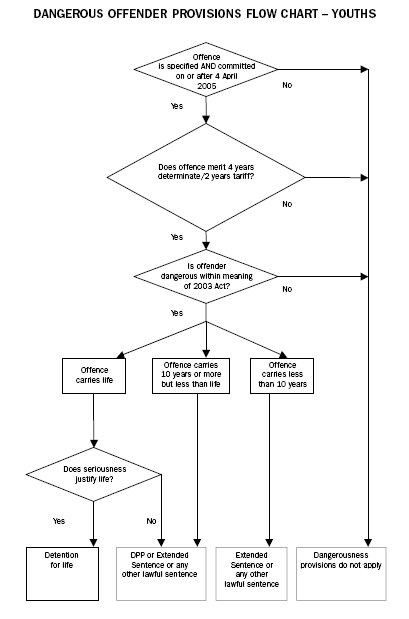 DANGEROUS OFFENDER PROVISIONS FLOW CHART – YOUTHS
Offence
is specified AND committed
on or after 4 April
2005
No
Yes
Does offence merit 4 years
determinate/2 years tariff?
No
Yes
Is offender
dangerous within meaning
of 2003 Act?
No
Yes
Offence
carries life
Offence carries
10 years or more
but less than life
Offence
carries less
than 10 years
Does seriousness
justify life?
Yes
No
Detention
for life
DPP or Extended
Sentence or any
other lawful sentence
Extended
Sentence or
any other
lawful sentence
Dangerousness
provisions do not apply